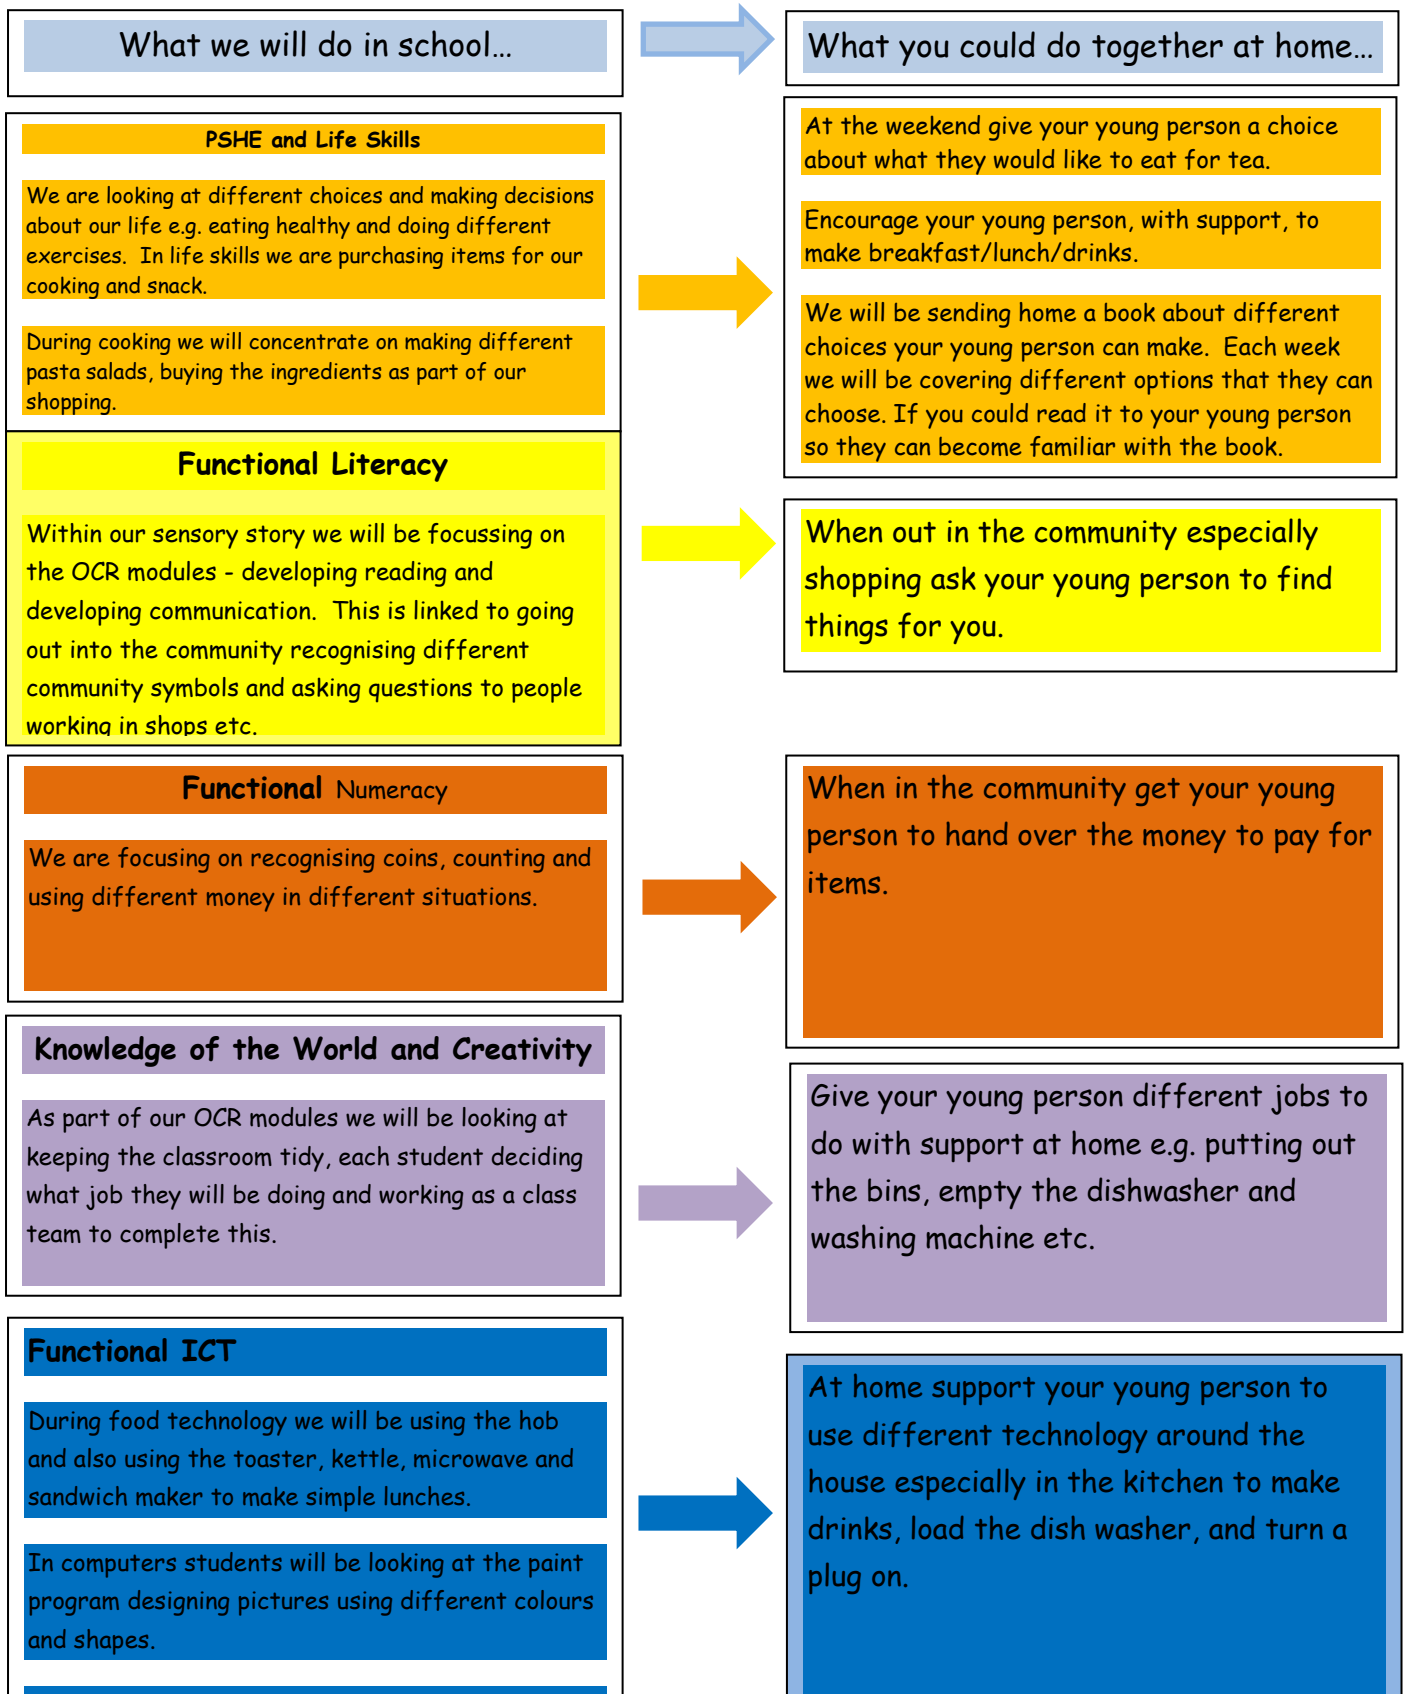 What we will do in school…
What you could do together at home…
PSHE and Life Skills
We are looking at different choices and making decisions
about our life e.g. eating healthy and doing different
exercises. In life skills we are purchasing items for our
cooking and snack.
During cooking we will concentrate on making different
pasta salads, buying the ingredients as part of our
shopping.
At the weekend give your young person a choice
about what they would like to eat for tea.
Encourage your young person, with support, to
make breakfast/lunch/drinks.
We will be sending home a book about different
choices your young person can make. Each week
we will be covering different options that they can
choose. If you could read it to your young person
so they can become familiar with the book.
Functional Literacy
Within our sensory story we will be focussing on
the OCR modules - developing reading and
developing communication. This is linked to going
out into the community recognising different
community symbols and asking questions to people
working in shops etc.
When out in the community especially
shopping ask your young person to find
things for you.
Functional Numeracy
We are focusing on recognising coins, counting and
using different money in different situations.
When in the community get your young
person to hand over the money to pay for
items.
Knowledge of the World and Creativity
As part of our OCR modules we will be looking at
keeping the classroom tidy, each student deciding
what job they will be doing and working as a class
team to complete this.
Give your young person different jobs to
do with support at home e.g. putting out
the bins, empty the dishwasher and
washing machine etc.
Functional ICT
During food technology we will be using the hob
and also using the toaster, kettle, microwave and
sandwich maker to make simple lunches.
In computers students will be looking at the paint
program designing pictures using different colours
and shapes.
At home support your young person to
use different technology around the
house especially in the kitchen to make
drinks, load the dish washer, and turn a
plug on.